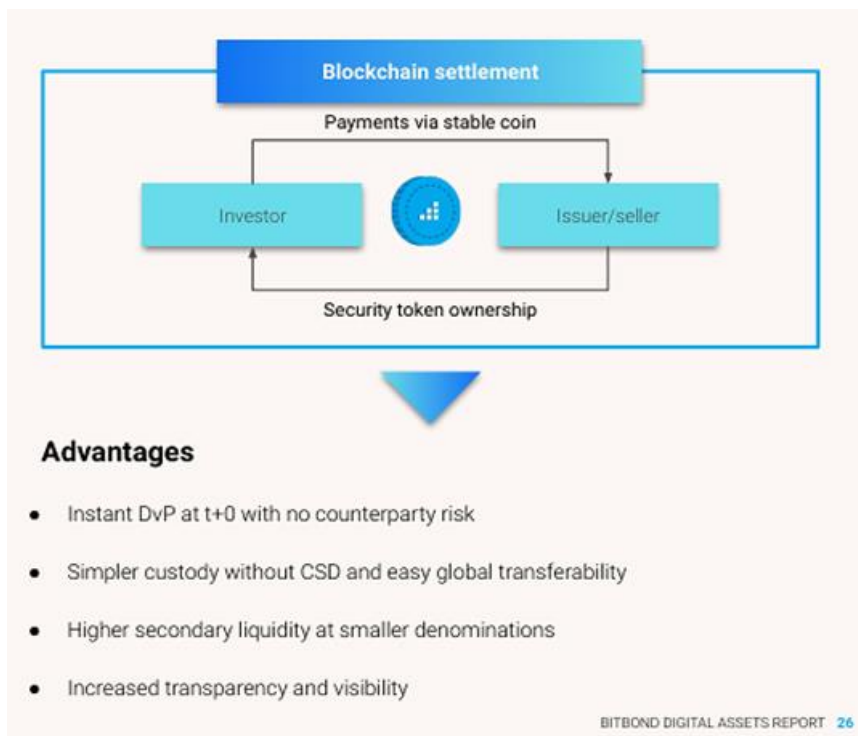 Blockchain settlement
Payments via stable coin
Investor
Issuer/seller
Security token ownership
Advantages
● Instant DvP at t+0 with no counterparty risk
● Simpler custody without CSD and easy global transferability
● Higher secondary liquidity at smaller denominations
● Increased transparency and visibility
BITBOND DIGITAL ASSETS REPORT 26